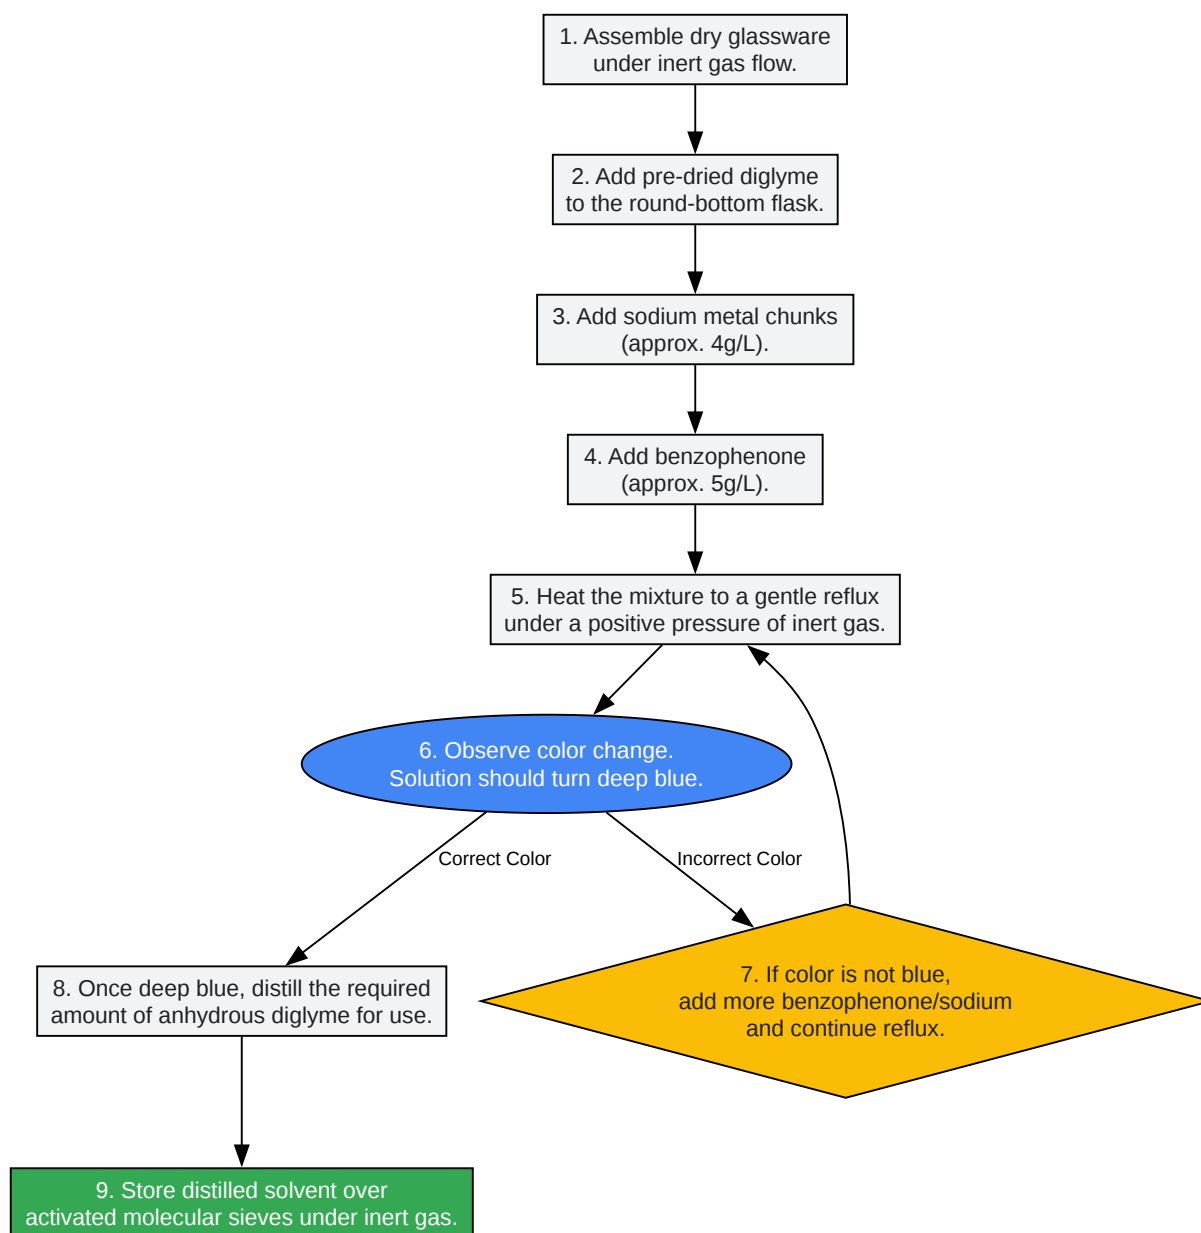 1. Assemble dry glassware
under inert gas flow.
2. Add pre-dried diglyme
to the round-bottom flask.
3. Add sodium metal chunks
(approx. 4g/L).
4. Add benzophenone
(approx. 5g/L).
5. Heat the mixture to a gentle reflux
under a positive pressure of inert gas.
6. Observe color change.
Solution should turn deep blue.
Correct Color
Incorrect Color
7. If color is not blue,
add more benzophenone/sodium
and continue reflux.
8. Once deep blue, distill the required
amount of anhydrous diglyme for use.
9. Store distilled solvent over
activated molecular sieves under inert gas.